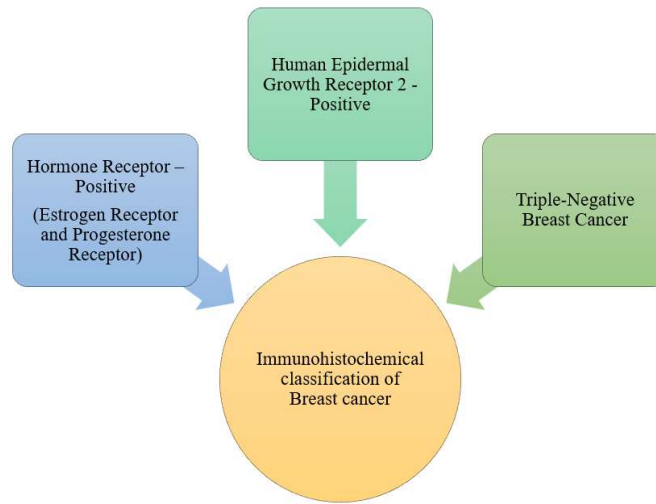 Human Epidermal
Growth Receptor 2 -
Positive
Hormone Receptor –
Positive
(Estrogen Receptor
and Progesterone
Receptor)
Triple-Negative
Breast Cancer
Immunohistochemical
classification of
Breast cancer